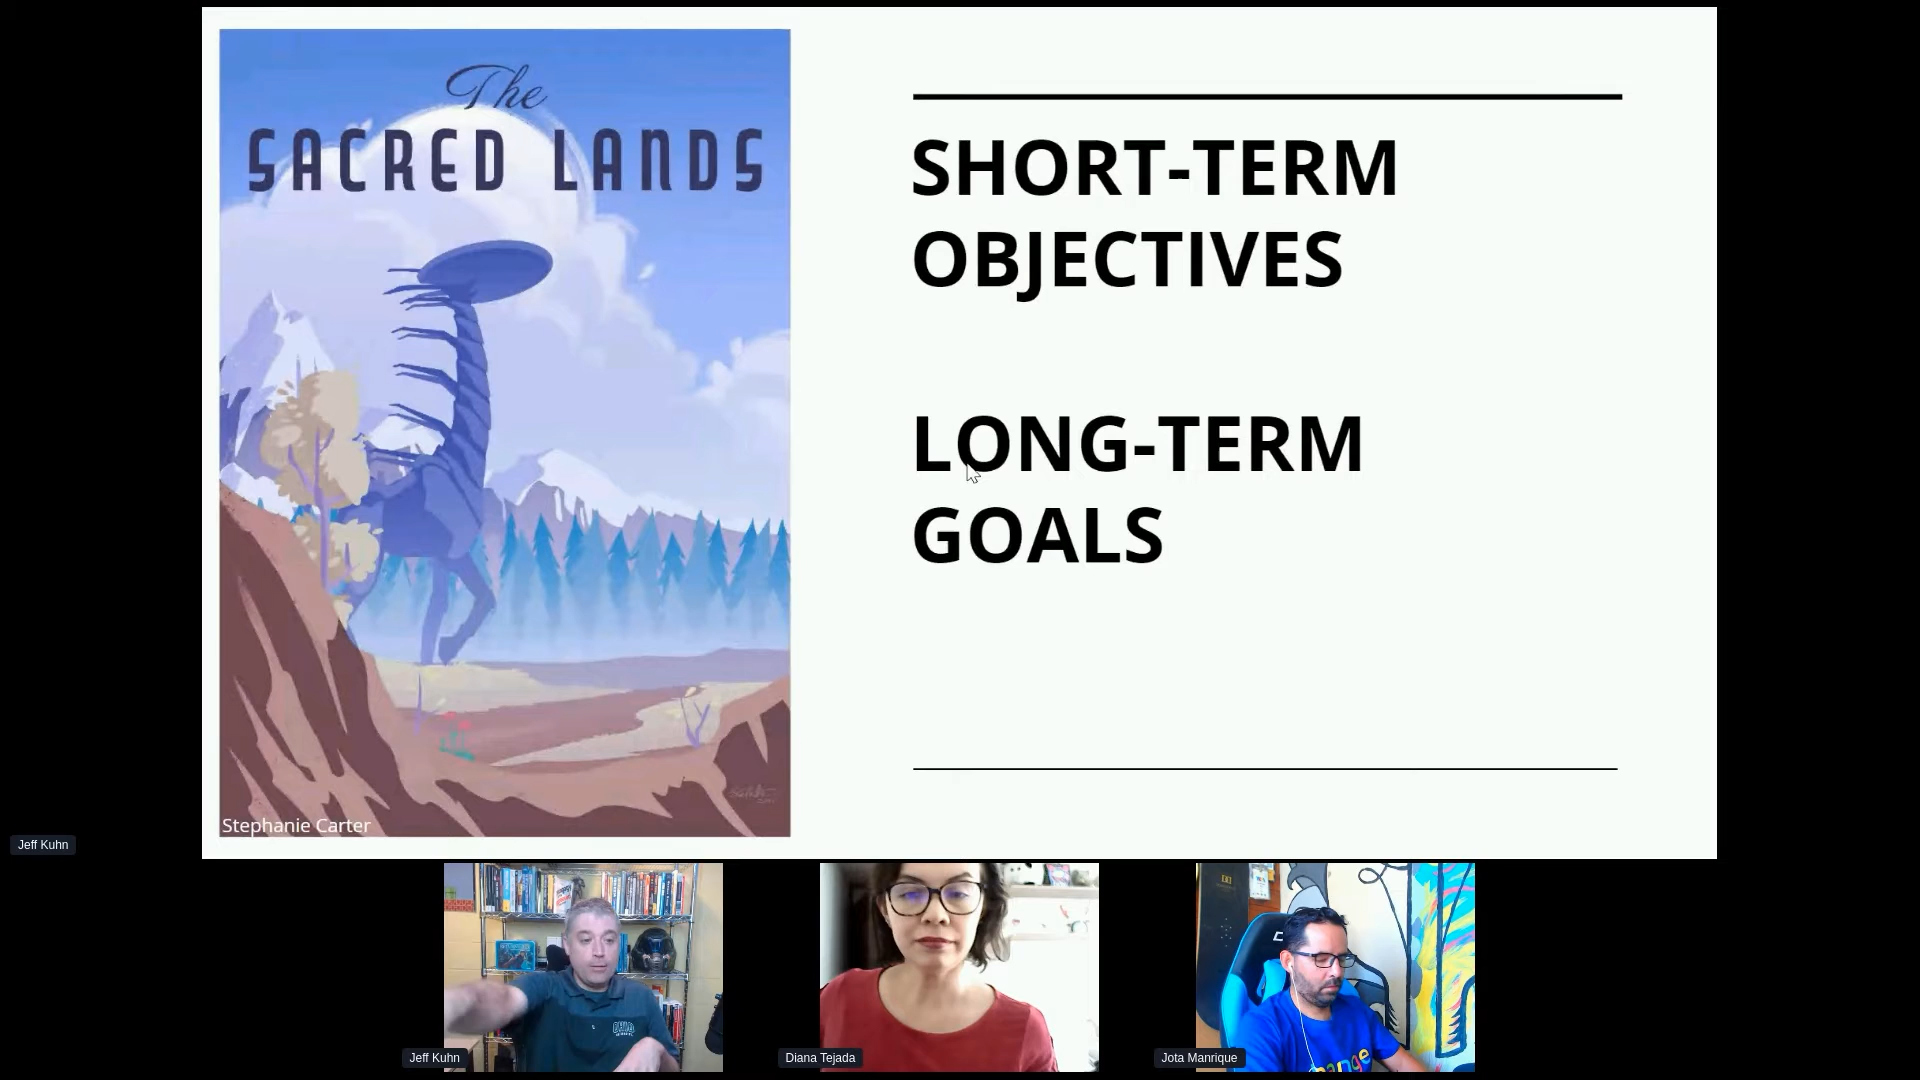 The
SACRED LANDS
SHORT-TERM
OBJECTIVES
LONG-TERM
GOALS
Stephanie Carter
Jeff Kuhn
OHIO
Jeff Kuhn
Diana Tejada
Jota Manrique